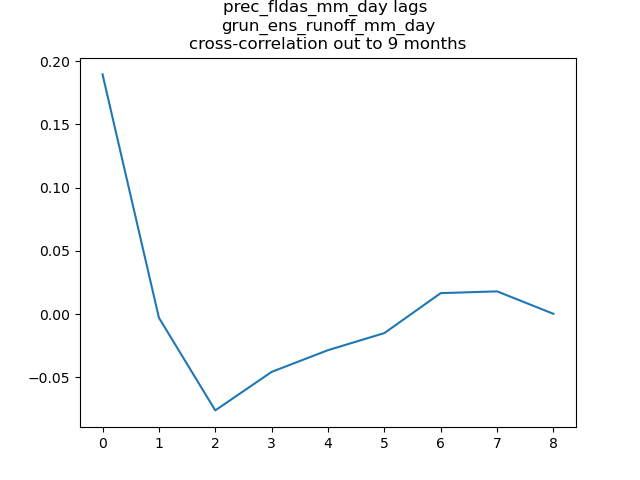 prec_fldas_mm_day lags
grun_ens_runoff_mm_day
cross-correlation out to 9 months
0.20
0.15
0.10
0.05
0.00
−0.05
0 1 2 3 4 5 6 7 8